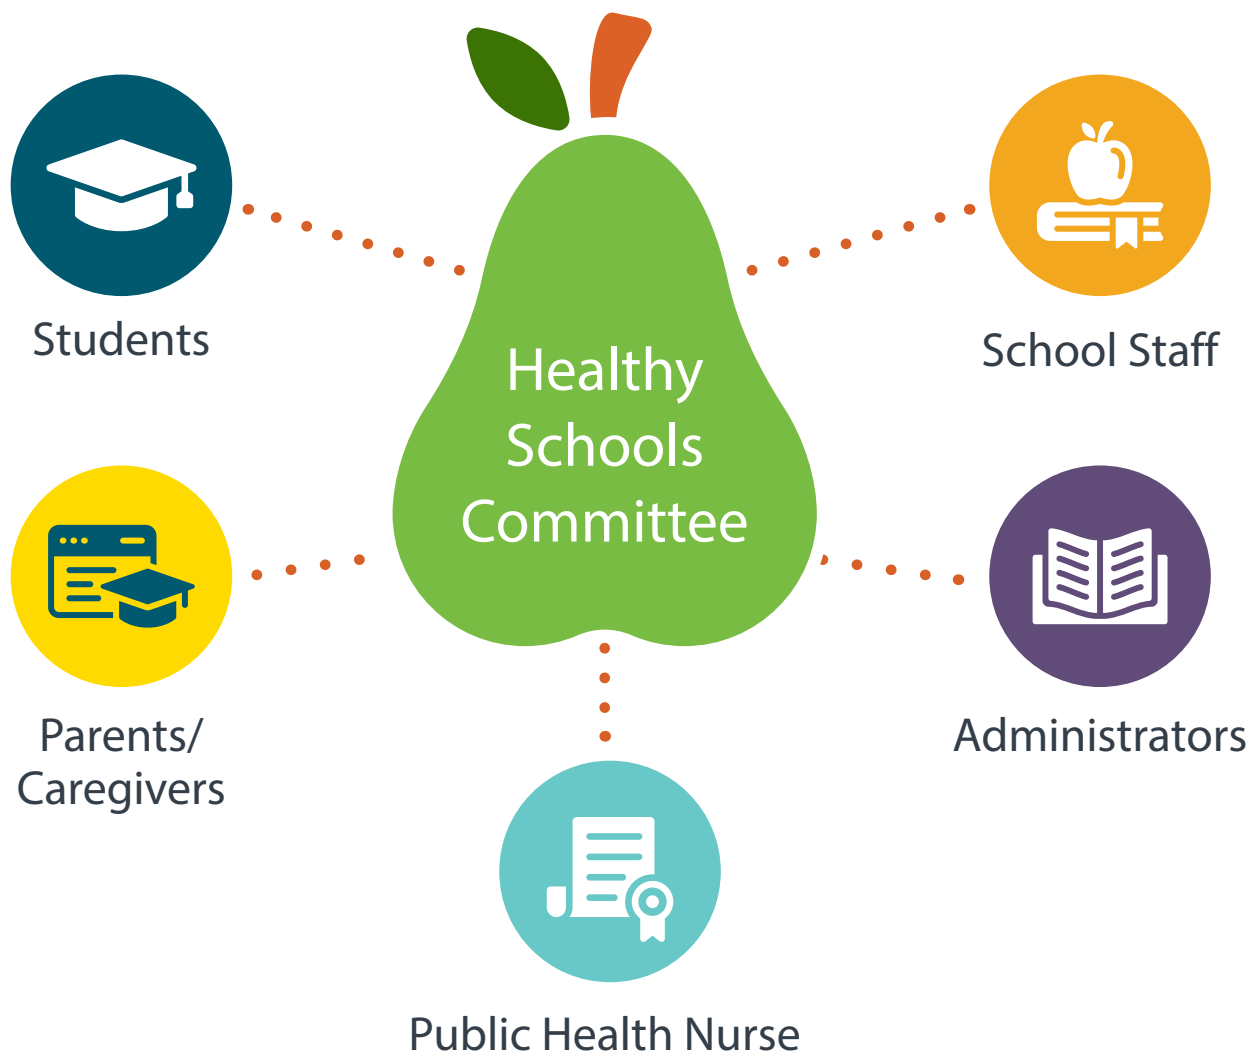 Students
School Staff
Healthy
Schools
Committee
Parents/
Caregivers
Administrators
Public Health Nurse